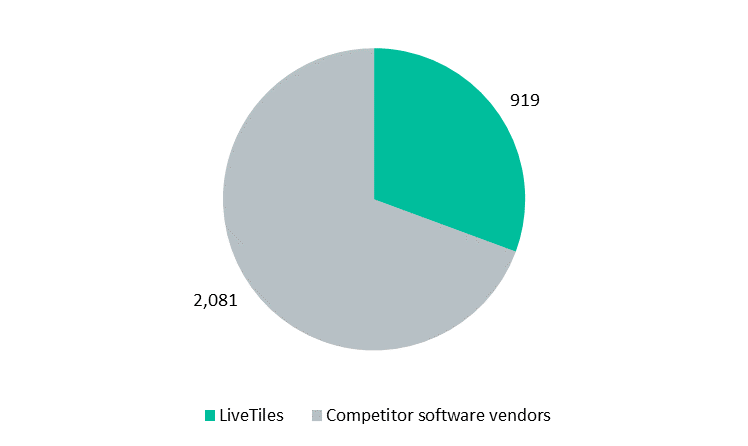 919
2,081
LiveTiles
Competitor software vendors